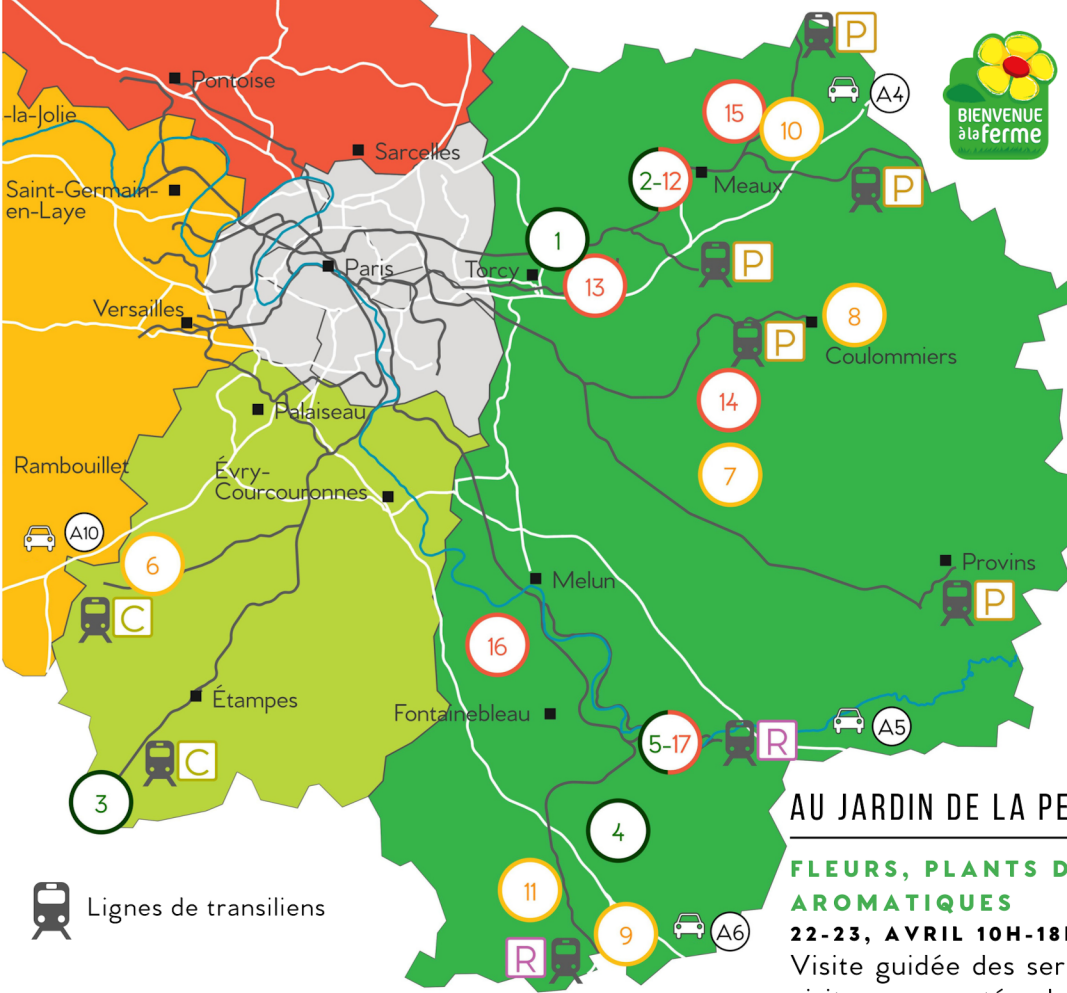 P
A4
BIENVENUE
à la ferme
Pontoise
15
10
-la-Jolie
Sarcelles
2-12
Meaux
P
Saint-Germain-
en-Laye
1
Paris
Torcy
P
13
Versailles
8
P
Coulommiers
14
Palaiseau
7
Rambouillet
Évry-
Courcouronnes
A10
6
Provins
Melun
P
C
16
Étampes
Fontainebleau
5-17
R
A5
C
3
4
AU JARDIN DE LA PE
FLEURS, PLANTS D
AROMATIQUES
22-23, AVRIL 10H-18H
Visite guidée des ser
11
9
A6
R
Lignes de transiliens